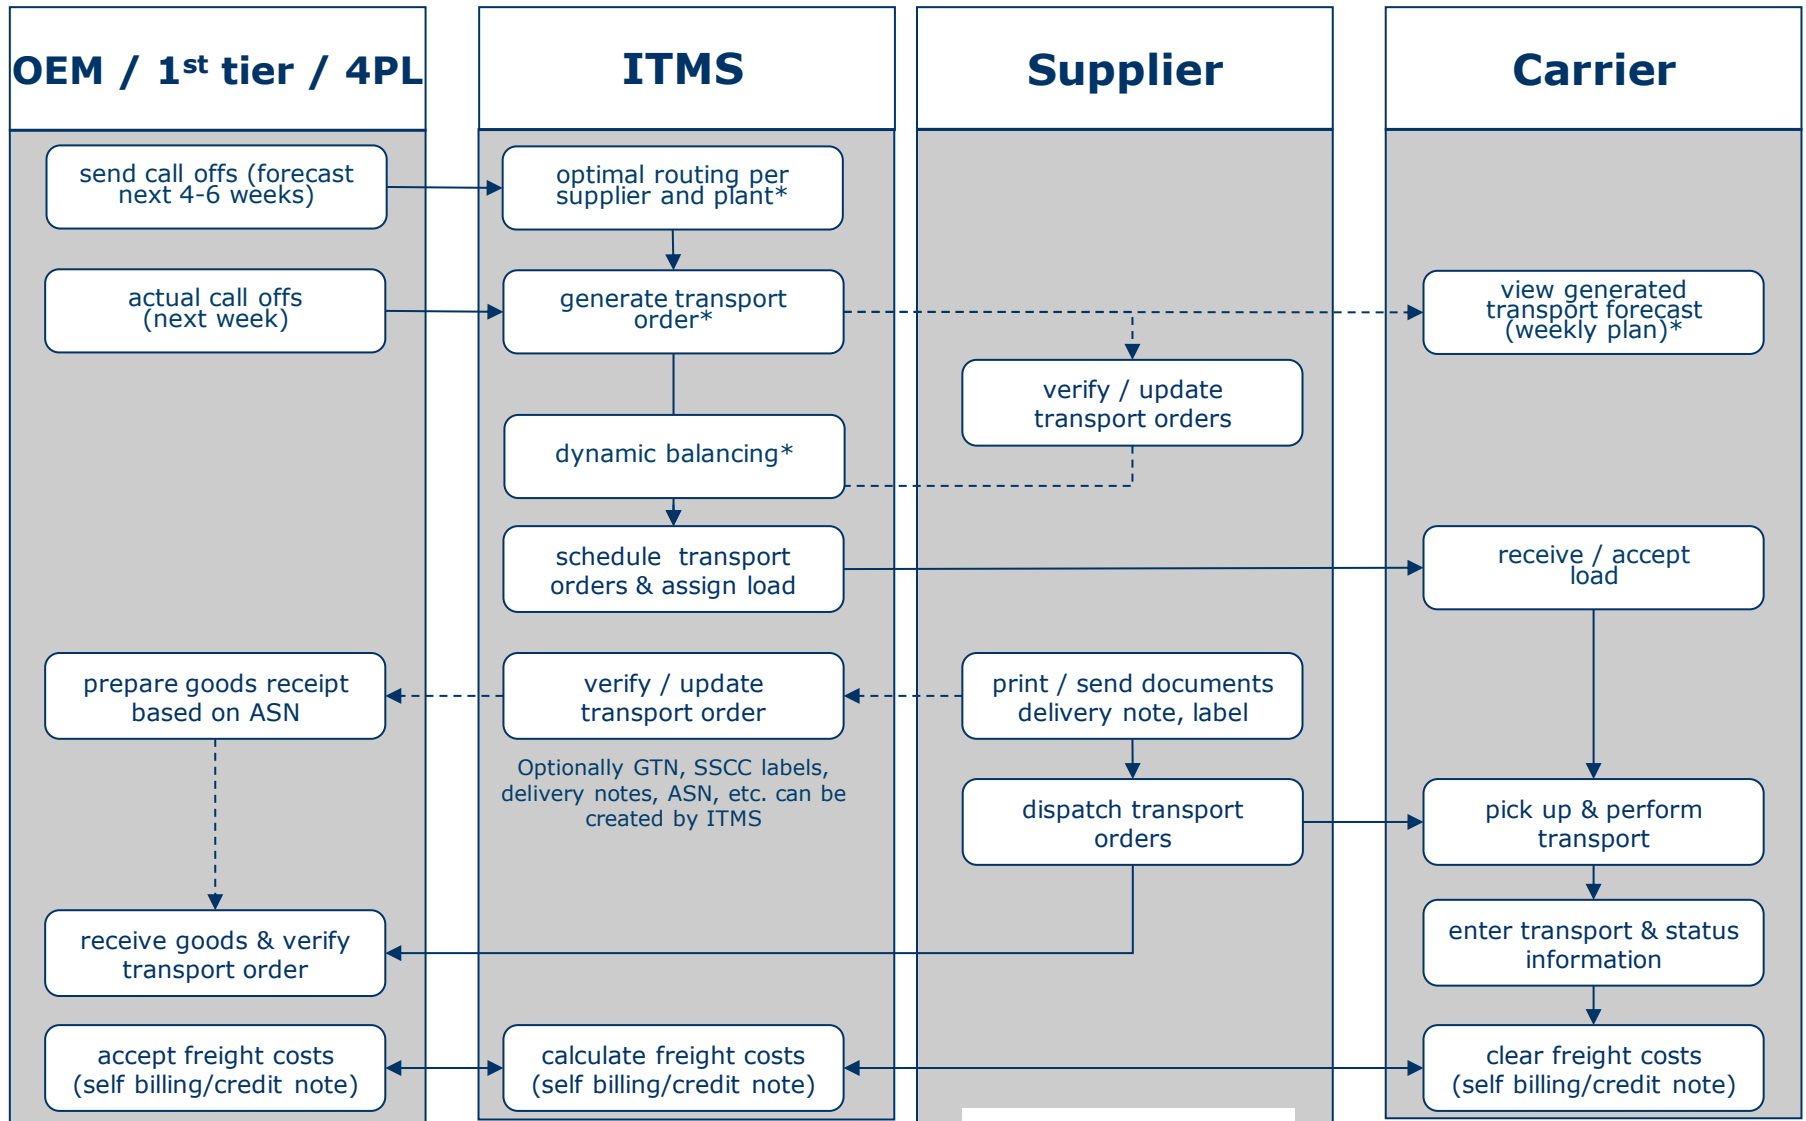 OEM / 1st tier / 4PL
ITMS
Supplier
Carrier
send call offs (forecast
next 4-6 weeks)
optimal routing per
supplier and plant*
actual call offs
(next week)
generate transport
order*
view generated
transport forecast
(weekly plan)*
verify / update
transport orders
dynamic balancing*
schedule transport
orders & assign load
receive / accept
load
prepare goods receipt
based on ASN
verify / update
transport order
print / send documents
delivery note, label
Optionally GTN, SSCC labels,
delivery notes, ASN, etc. can be
created by ITMS
dispatch transport
orders
pick up & perform
transport
receive goods & verify
transport order
enter transport & status
information
accept freight costs
(self billing/credit note)
calculate freight costs
(self billing/credit note)
clear freight costs
(self billing/credit note)